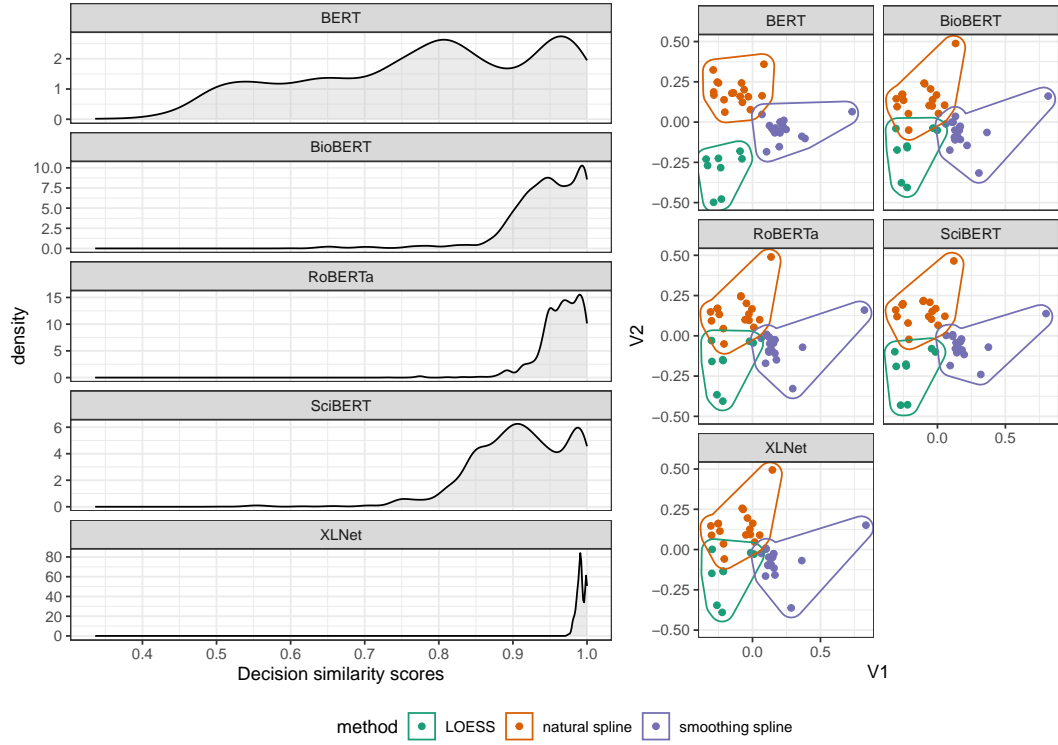 BERT
0
1
2
BioBERT
0.0
2.5
5.0
7.5
10.0
RoBERTa
0
5
10
15
SciBERT
0
2
4
6
XLNet
0
20
40
60
80
0.4 0.5 0.6 0.7 0.8 0.9 1.0
Decision similarity scores
density
BERT BioBERT
0.50
0.25
0.00
−0.25
−0.50
RoBERTa SciBERT
0.50
0.25
0.00
−0.25
−0.50
0.0 0.5
XLNet
0.50
0.25
0.00
−0.25
−0.50
0.0 0.5
V1
V2
method LOESS natural spline smoothing spline